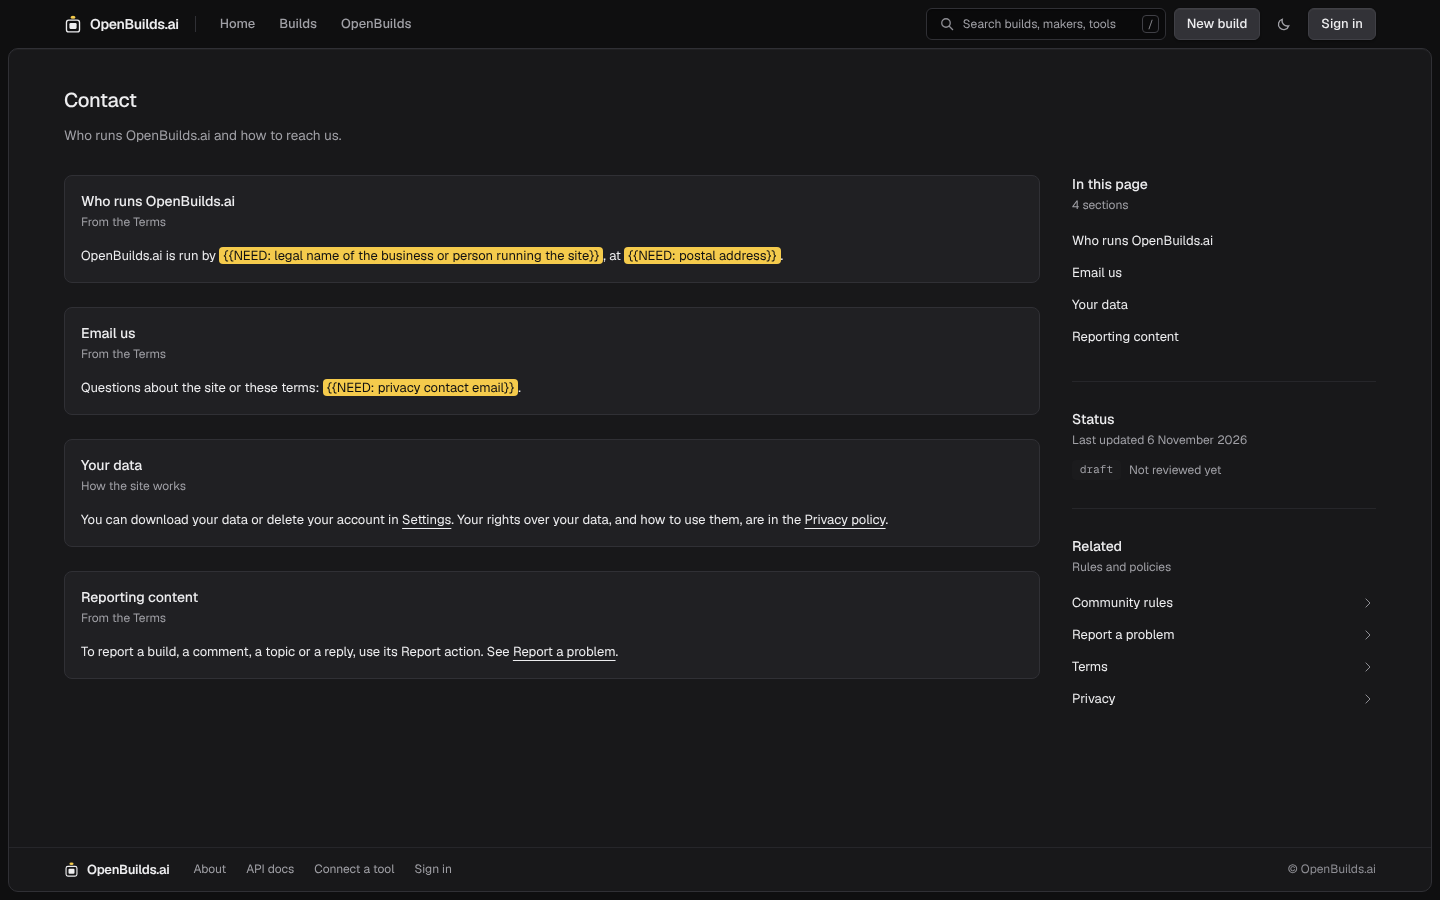 OpenBuilds.ai
Home
Builds
OpenBuilds
Search builds, makers, tools
/
New build
Sign in
Contact
Who runs OpenBuilds.ai and how to reach us.
Who runs OpenBuilds.ai
From the Terms
OpenBuilds.ai is run by {{NEED: legal name of the business or person running the site}}, at {{NEED: postal address}}.
Email us
From the Terms
Questions about the site or these terms: {{NEED: privacy contact email}}.
Your data
How the site works
You can download your data or delete your account in Settings. Your rights over your data, and how to use them, are in the Privacy policy.
Reporting content
From the Terms
To report a build, a comment, a topic or a reply, use its Report action. See Report a problem.
In this page
4 sections
Who runs OpenBuilds.ai
Email us
Your data
Reporting content
Status
Last updated 6 November 2026
draft Not reviewed yet
Related
Rules and policies
Community rules
Report a problem
Terms
Privacy
OpenBuilds.ai
About
API docs
Connect a tool
Sign in
© OpenBuilds.ai